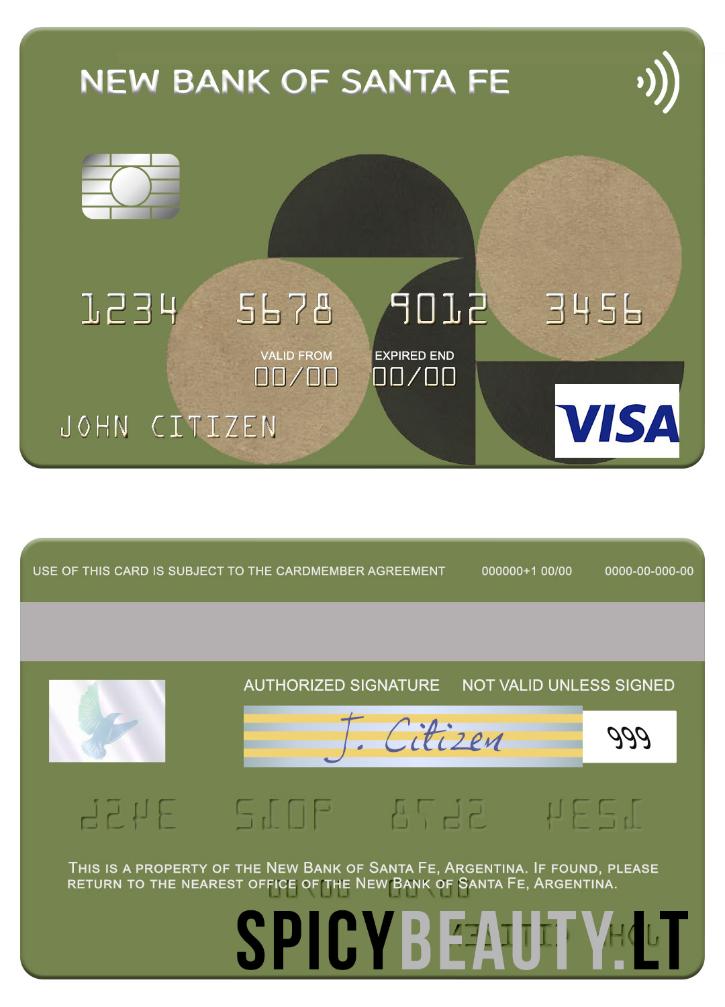 NEW BANK OF SANTA FE
1234 5678 9012 3456
VALID FROM EXPIRED END
00/00 00/00
JOHN CITIZEN
VISA
USE OF THIS CARD IS SUBJECT TO THE CARDMEMBER AGREEMENT 000000+1 00/00 0000-00-000-00
AUTHORIZED SIGNATURE NOT VALID UNLESS SIGNED
J. Citizen 999
THIS IS A PROPERTY OF THE NEW BANK OF SANTA FE, ARGENTINA. IF FOUND, PLEASE
RETURN TO THE NEAREST OFFICE OF THE NEW BANK OF SANTA FE, ARGENTINA.
SPICYBEAUTY.LT